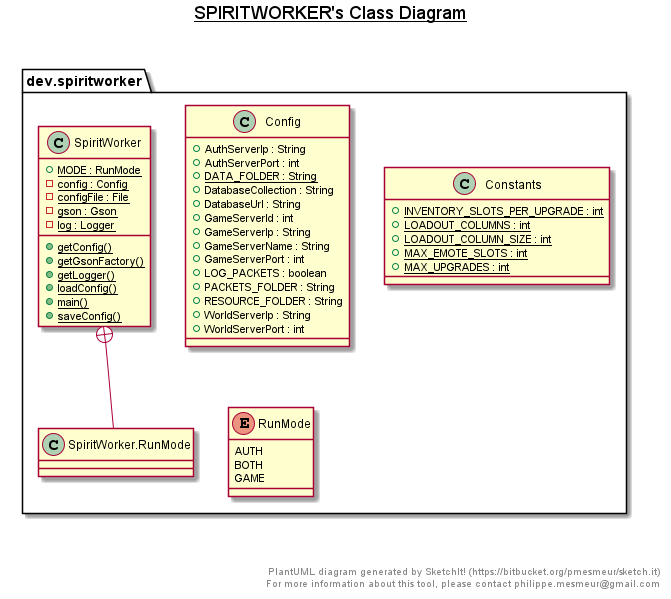 SPIRITWORKER's Class Diagram
dev.spiritworker
C SpiritWorker
MODE : RunMode
config : Config
configFile : File
gson : Gson
log : Logger
getConfig()
getGsonFactory()
getLogger()
loadConfig()
main()
saveConfig()
C Config
AuthServerIp : String
AuthServerPort : int
DATA_FOLDER : String
DatabaseCollection : String
DatabaseUrl : String
GameServerId : int
GameServerIp : String
GameServerName : String
GameServerPort : int
LOG_PACKETS : boolean
PACKETS_FOLDER : String
RESOURCE_FOLDER : String
WorldServerIp : String
WorldServerPort : int
C Constants
INVENTORY_SLOTS_PER_UPGRADE : int
LOADOUT_COLUMNS : int
LOADOUT_COLUMN_SIZE : int
MAX_EMOTE_SLOTS : int
MAX_UPGRADES : int
C SpiritWorker.RunMode
E RunMode
AUTH
BOTH
GAME
PlantUML diagram generated by SketchIt! (https://bitbucket.org/pmesmeur/sketch.it)
For more information about this tool, please contact philippe.mesmeur@gmail.com